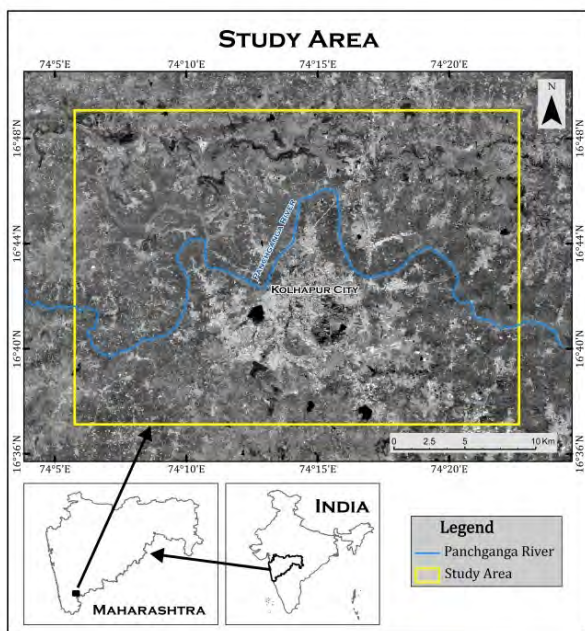 STUDY AREA
74°5'E 74°10'E 74°15'E 74°20'E
N
16°48'N 16°48'N
16°44'N 16°44'N
PANCHGANGA RIVER
KOLHAPUR CITY
16°40'N 16°40'N
0 2.5 5 10 Km
16°36'N 16°36'N
74°5'E 74°10'E 74°15'E 74°20'E
INDIA
MAHARASHTRA
Legend
Panchganga River
Study Area